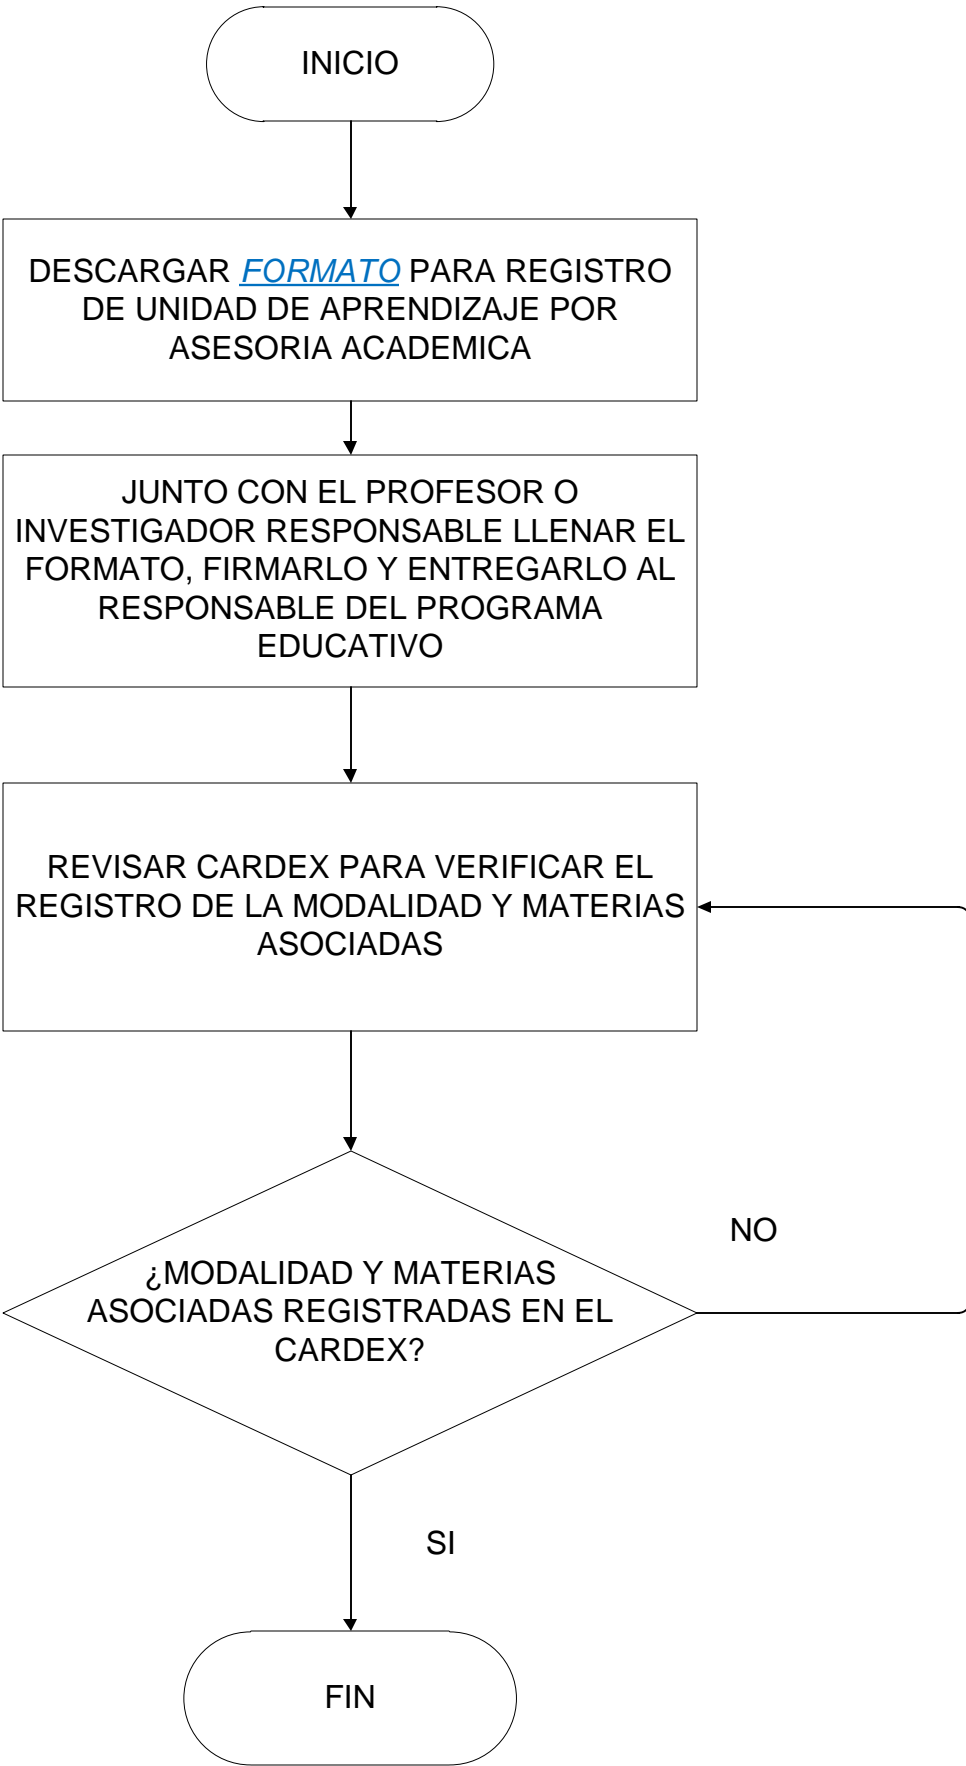 INICIO
DESCARGAR FORMATO PARA REGISTRO
DE UNIDAD DE APRENDIZAJE POR
ASESORIA ACADEMICA
JUNTO CON EL PROFESOR O
INVESTIGADOR RESPONSABLE LLENAR EL
FORMATO, FIRMARLO Y ENTREGARLO AL
RESPONSABLE DEL PROGRAMA
EDUCATIVO
REVISAR CARDEX PARA VERIFICAR EL
REGISTRO DE LA MODALIDAD Y MATERIAS
ASOCIADAS
NO
¿MODALIDAD Y MATERIAS
ASOCIADAS REGISTRADAS EN EL
CARDEX?
SI
FIN